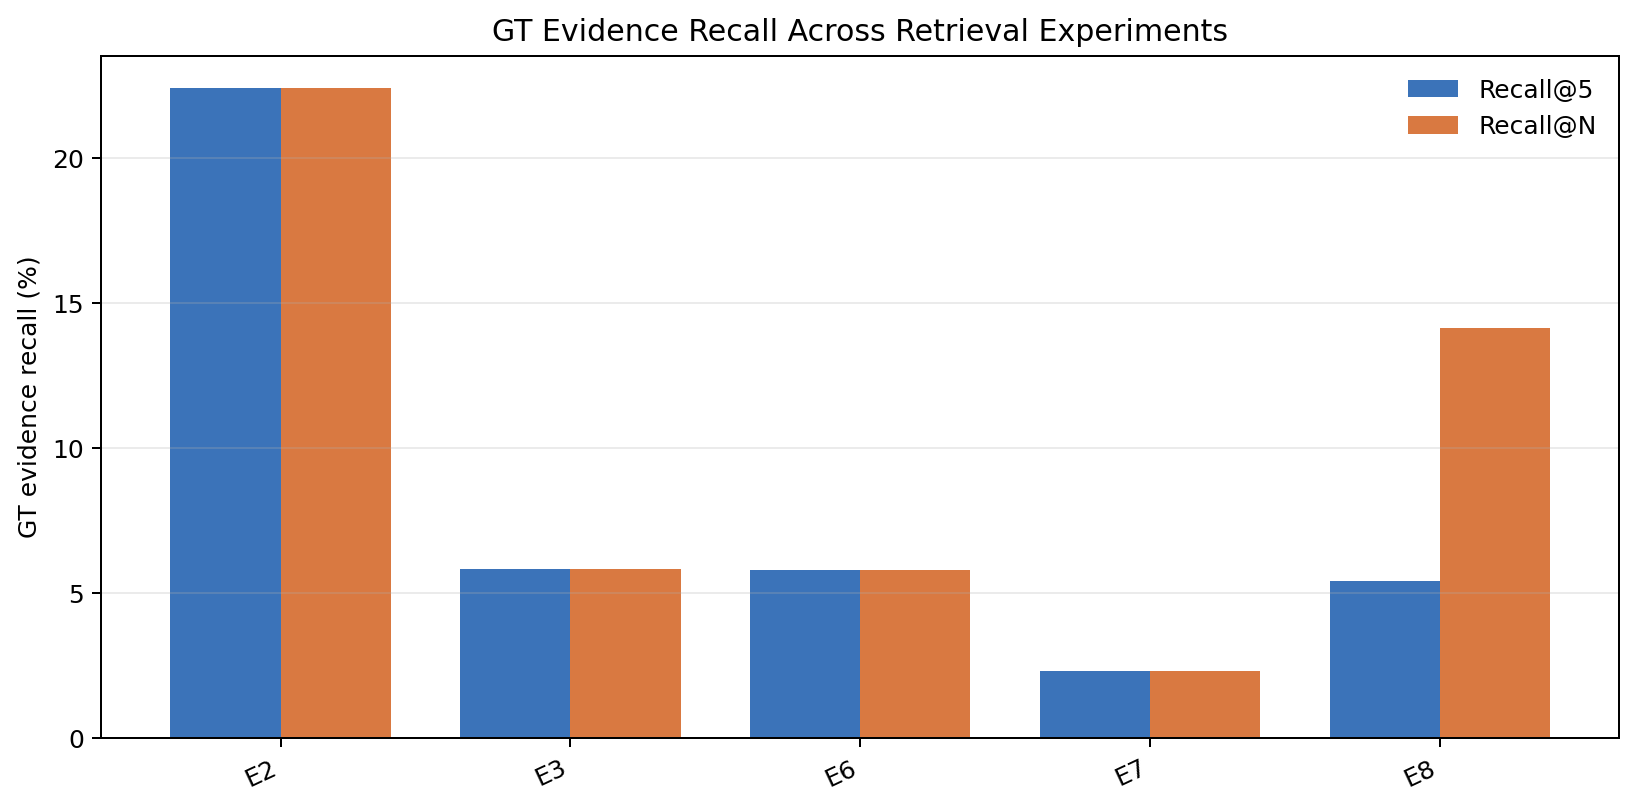 GT Evidence Recall Across Retrieval Experiments
Recall@5
Recall@N
GT evidence recall (%)
20
15
10
5
0
E2
E3
E6
E7
E8